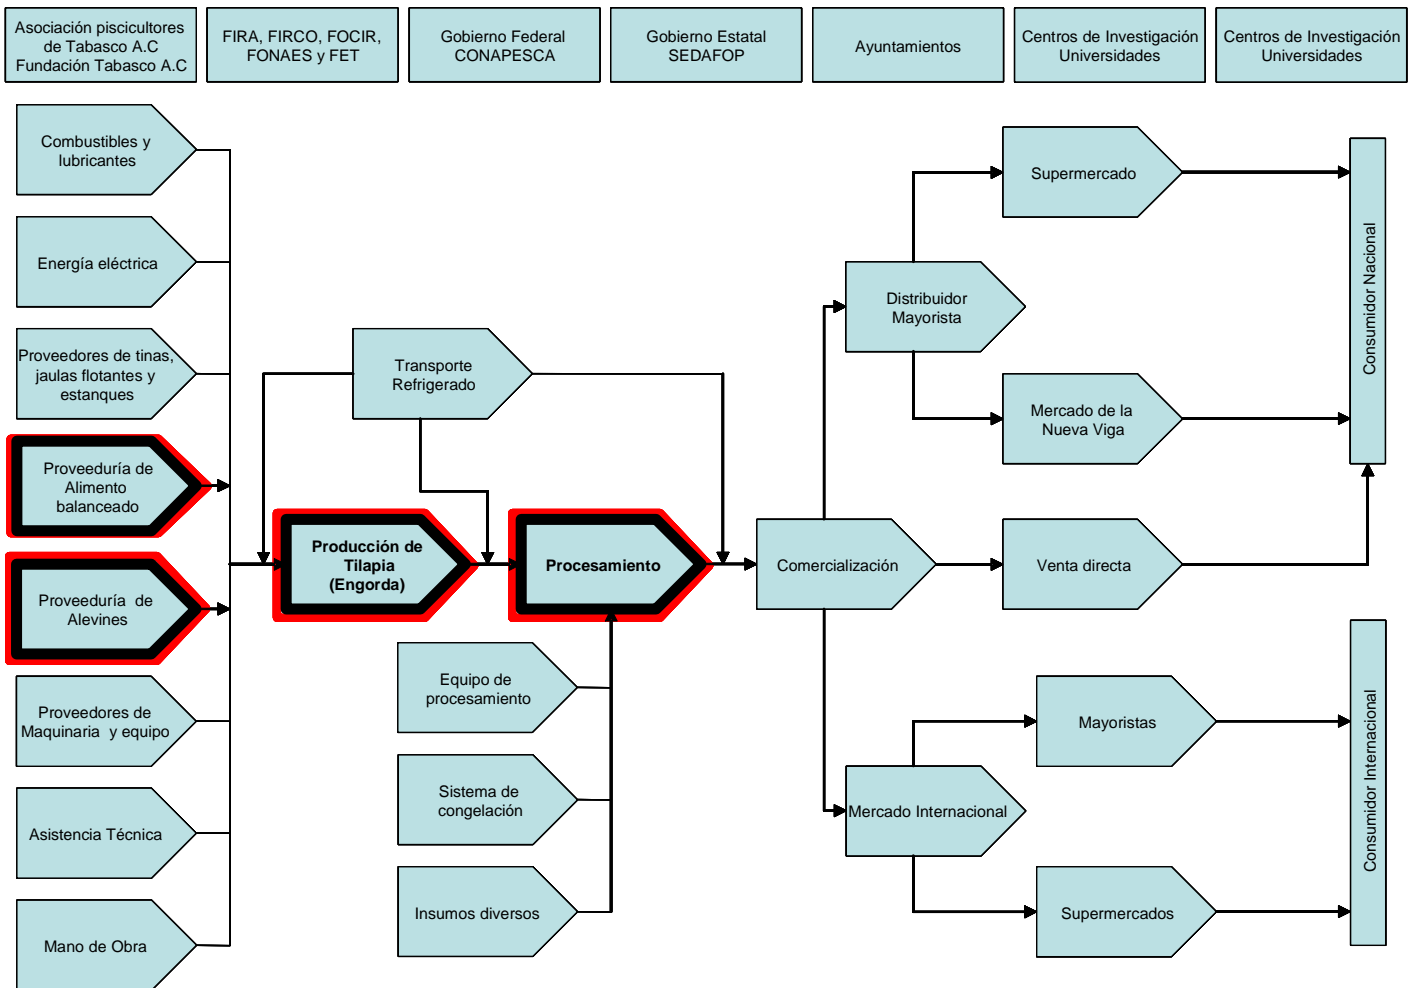 Asociación piscicultores
de Tabasco A.C
Fundación Tabasco A.C
FIRA, FIRCO, FOCIR,
FONAES y FET
Gobierno Federal
CONAPESCA
Gobierno Estatal
SEDAFOP
Ayuntamientos
Centros de Investigación
Universidades
Centros de Investigación
Universidades
Combustibles y
lubricantes
Energía eléctrica
Proveedores de tinas,
jaulas flotantes y
estanques
Proveeduría de
Alimento
balanceado
Proveeduría de
Alevines
Proveedores de
Maquinaria y equipo
Asistencia Técnica
Mano de Obra
Transporte
Refrigerado
Producción de
Tilapia
(Engorda)
Procesamiento
Equipo de
procesamiento
Sistema de
congelación
Insumos diversos
Comercialización
Distribuidor
Mayorista
Mercado Internacional
Supermercado
Mercado de la
Nueva Viga
Venta directa
Mayoristas
Supermercados
Consumidor Nacional
Consumidor Internacional